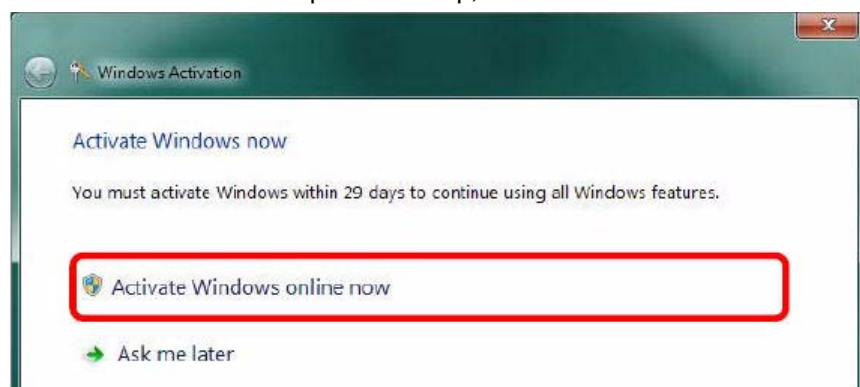 Windows Activation
Activate Windows now
You must activate Windows within 29 days to continue using all Windows features.
Activate Windows online now
Ask me later